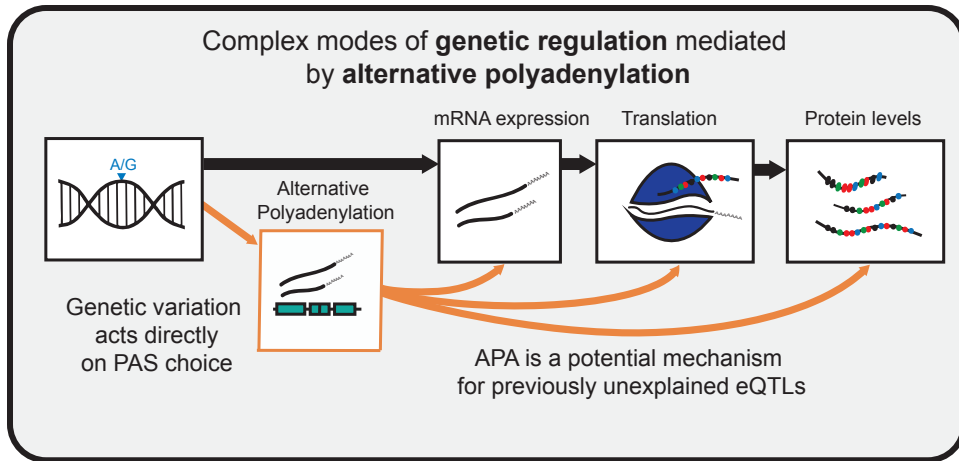 Complex modes of genetic regulation mediated
by alternative polyadenylation
mRNA expression
Translation
Protein levels
A/G
Alternative
Polyadenylation
Genetic variation
acts directly
on PAS choice
APA is a potential mechanism
for previously unexplained eQTLs